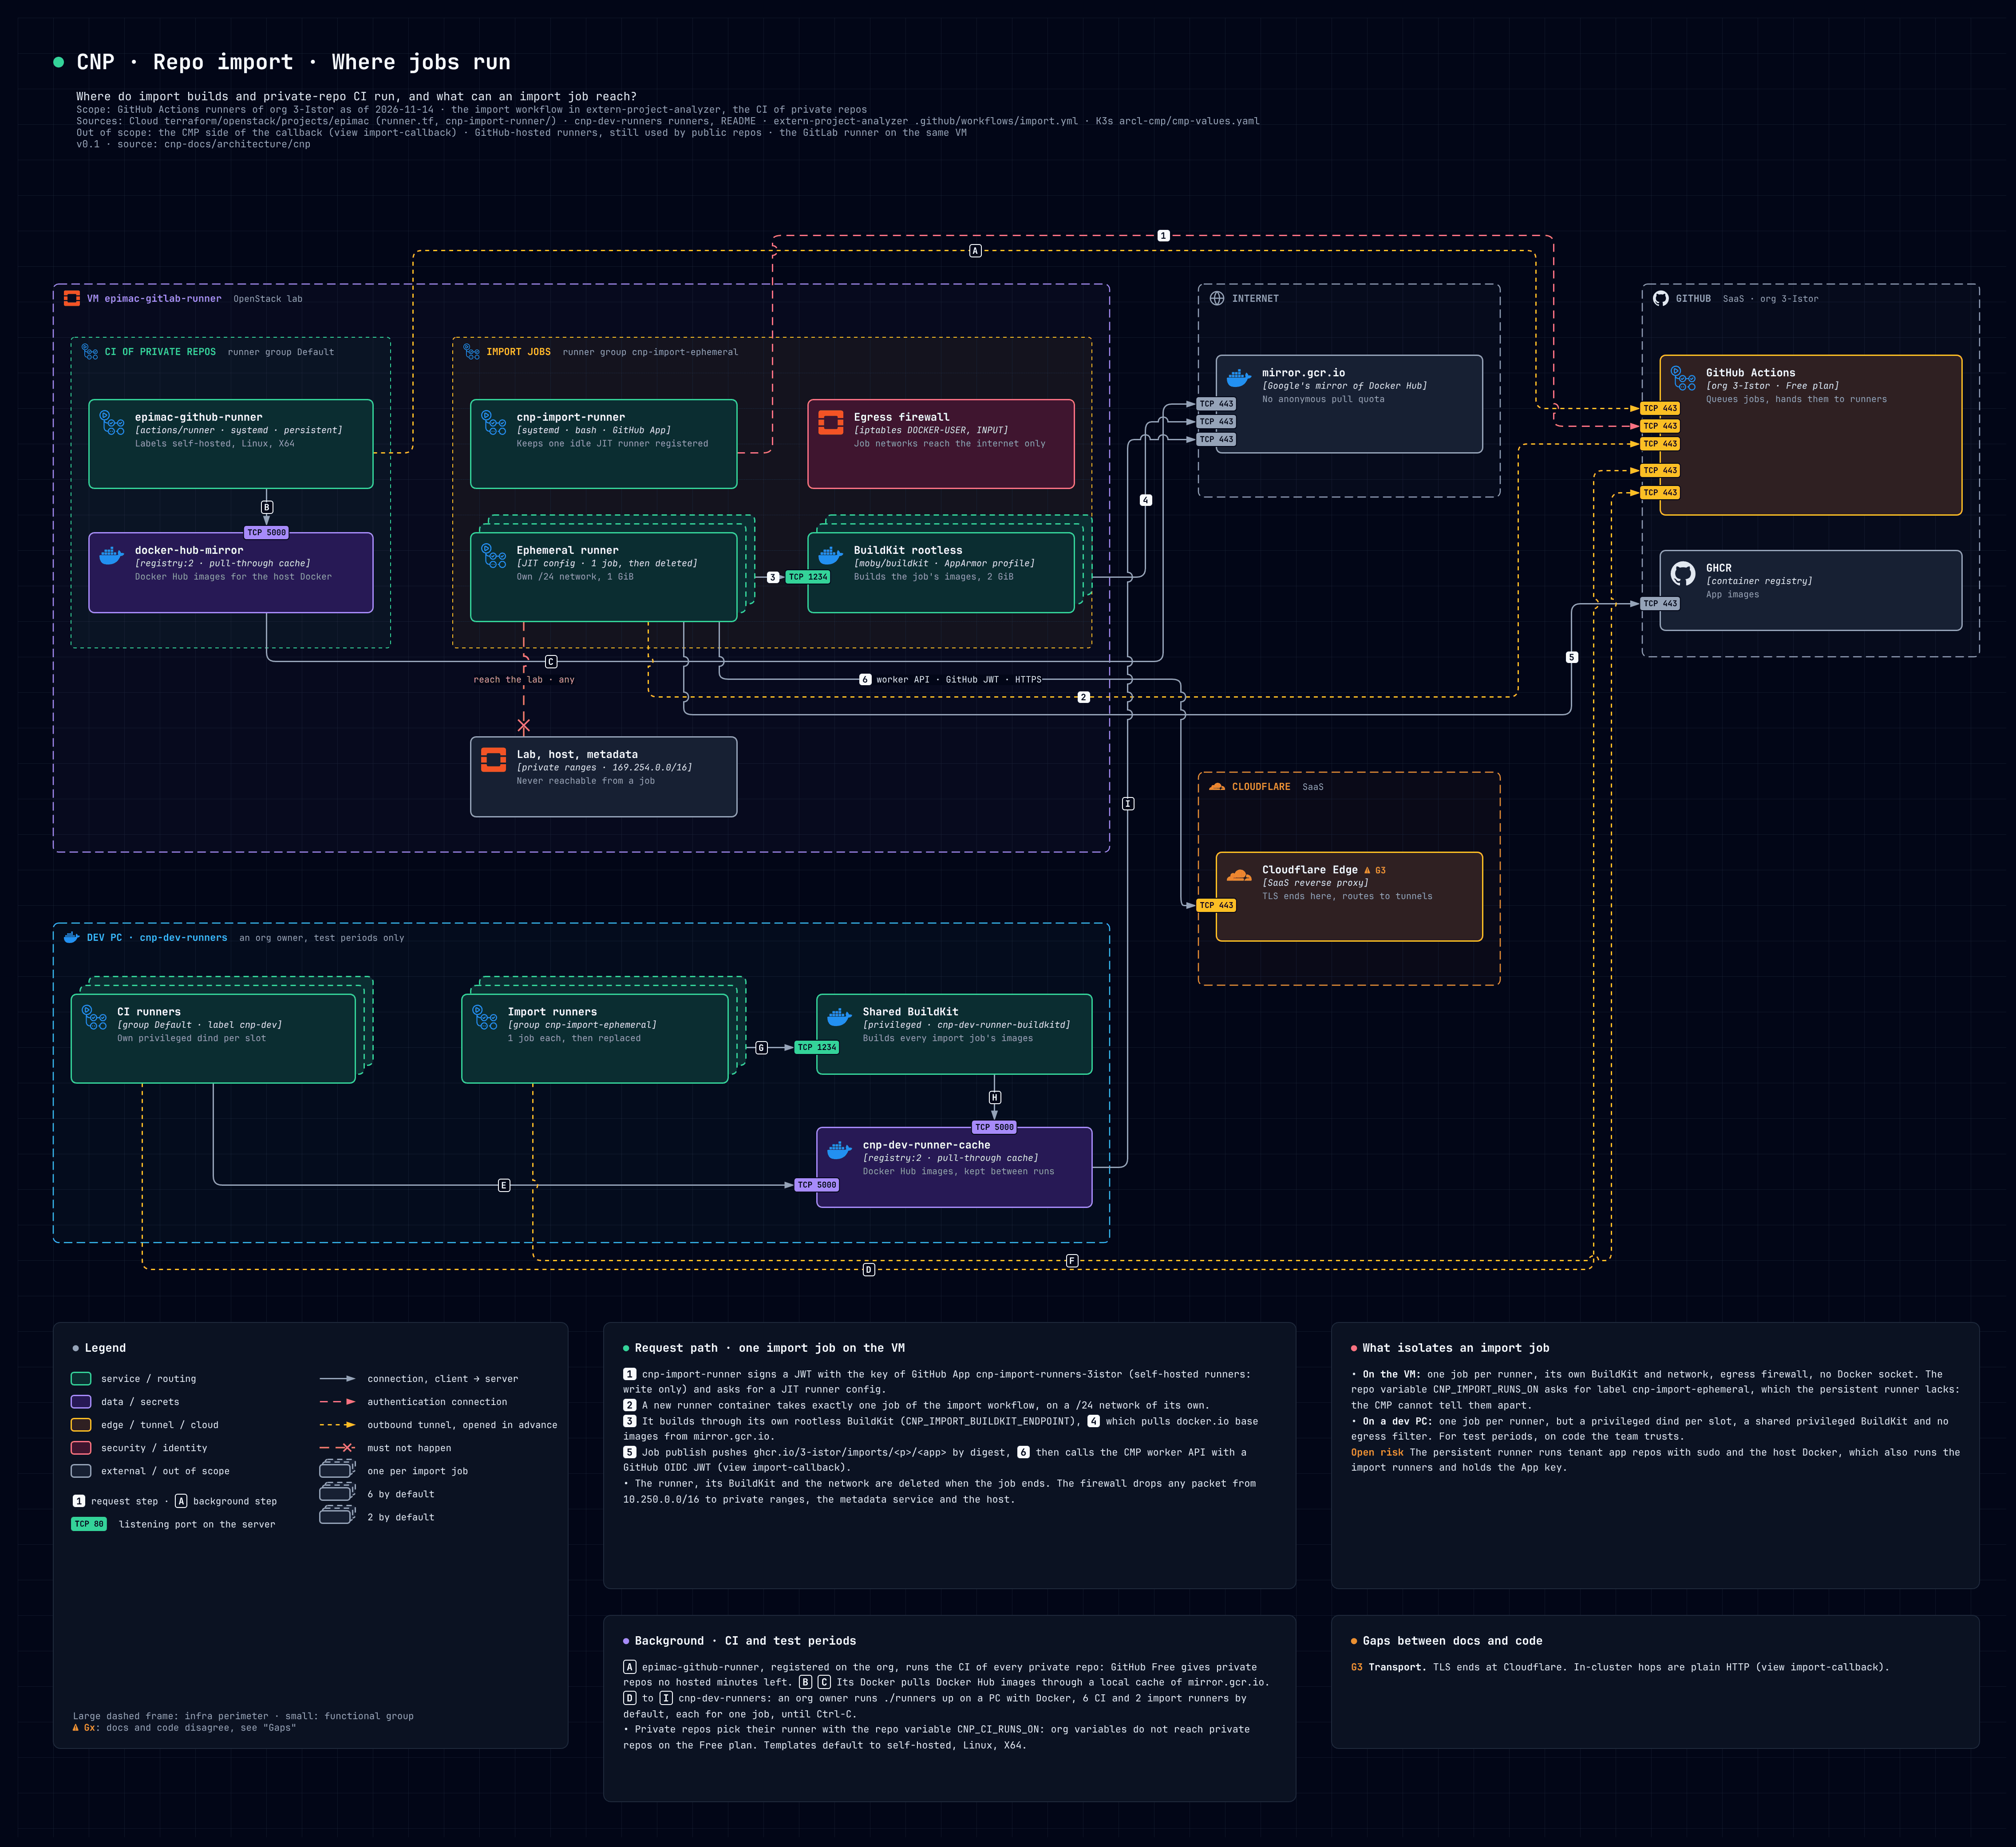 CNP · Repo import · Where jobs run
Where do import builds and private-repo CI run, and what can an import job reach?
Scope: GitHub Actions runners of org 3-Istor as of 2026-11-14 · the import workflow in extern-project-analyzer, the CI of private repos
Sources: Cloud terraform/openstack/projects/epimac (runner.tf, cnp-import-runner/) · cnp-dev-runners runners, README · extern-project-analyzer .github/workflows/import.yml · K3s arcl-cmp/cmp-values.yaml
Out of scope: the CMP side of the callback (view import-callback) · GitHub-hosted runners, still used by public repos · the GitLab runner on the same VM
v0.1 · source: cnp-docs/architecture/cnp
1
A
VM epimac-gitlab-runner OpenStack lab
CI OF PRIVATE REPOS runner group Default
epimac-github-runner
[actions/runner · systemd · persistent]
Labels self-hosted, Linux, X64
B
TCP 5000
docker-hub-mirror
[registry:2 · pull-through cache]
Docker Hub images for the host Docker
IMPORT JOBS runner group cnp-import-ephemeral
cnp-import-runner
[systemd · bash · GitHub App]
Keeps one idle JIT runner registered
Egress firewall
[iptables DOCKER-USER, INPUT]
Job networks reach the internet only
Ephemeral runner
[JIT config · 1 job, then deleted]
Own /24 network, 1 GiB
3
TCP 1234
BuildKit rootless
[moby/buildkit · AppArmor profile]
Builds the job's images, 2 GiB
C
reach the lab · any
6 worker API · GitHub JWT · HTTPS
2
Lab, host, metadata
[private ranges · 169.254.0.0/16]
Never reachable from a job
4
I
5
INTERNET
mirror.gcr.io
[Google's mirror of Docker Hub]
No anonymous pull quota
TCP 443
TCP 443
TCP 443
GITHUB SaaS · org 3-Istor
GitHub Actions
[org 3-Istor · Free plan]
Queues jobs, hands them to runners
TCP 443
TCP 443
TCP 443
TCP 443
TCP 443
GHCR
[container registry]
App images
TCP 443
CLOUDFLARE SaaS
Cloudflare Edge ⚠ G3
[SaaS reverse proxy]
TLS ends here, routes to tunnels
TCP 443
DEV PC · cnp-dev-runners an org owner, test periods only
CI runners
[group Default · label cnp-dev]
Own privileged dind per slot
Import runners
[group cnp-import-ephemeral]
1 job each, then replaced
G
TCP 1234
Shared BuildKit
[privileged · cnp-dev-runner-buildkitd]
Builds every import job's images
H
TCP 5000
cnp-dev-runner-cache
[registry:2 · pull-through cache]
Docker Hub images, kept between runs
E
TCP 5000
F
D
Legend
service / routing
data / secrets
edge / tunnel / cloud
security / identity
external / out of scope
1 request step · A background step
TCP 80 listening port on the server
connection, client → server
authentication connection
outbound tunnel, opened in advance
must not happen
one per import job
6 by default
2 by default
Large dashed frame: infra perimeter · small: functional group
⚠ Gx: docs and code disagree, see "Gaps"
Request path · one import job on the VM
1 cnp-import-runner signs a JWT with the key of GitHub App cnp-import-runners-3istor (self-hosted runners:
write only) and asks for a JIT runner config.
2 A new runner container takes exactly one job of the import workflow, on a /24 network of its own.
3 It builds through its own rootless BuildKit (CNP_IMPORT_BUILDKIT_ENDPOINT), 4 which pulls docker.io base
images from mirror.gcr.io.
5 Job publish pushes ghcr.io/3-istor/imports/<p>/<app> by digest, 6 then calls the CMP worker API with a
GitHub OIDC JWT (view import-callback).
• The runner, its BuildKit and the network are deleted when the job ends. The firewall drops any packet from
10.250.0.0/16 to private ranges, the metadata service and the host.
What isolates an import job
• On the VM: one job per runner, its own BuildKit and network, egress firewall, no Docker socket. The
repo variable CNP_IMPORT_RUNS_ON asks for label cnp-import-ephemeral, which the persistent runner lacks:
the CMP cannot tell them apart.
• On a dev PC: one job per runner, but a privileged dind per slot, a shared privileged BuildKit and no
egress filter. For test periods, on code the team trusts.
Open risk The persistent runner runs tenant app repos with sudo and the host Docker, which also runs the
import runners and holds the App key.
Background · CI and test periods
A epimac-github-runner, registered on the org, runs the CI of every private repo: GitHub Free gives private
repos no hosted minutes left. B C Its Docker pulls Docker Hub images through a local cache of mirror.gcr.io.
D to I cnp-dev-runners: an org owner runs ./runners up on a PC with Docker, 6 CI and 2 import runners by
default, each for one job, until Ctrl-C.
• Private repos pick their runner with the repo variable CNP_CI_RUNS_ON: org variables do not reach private
repos on the Free plan. Templates default to self-hosted, Linux, X64.
Gaps between docs and code
G3 Transport. TLS ends at Cloudflare. In-cluster hops are plain HTTP (view import-callback).